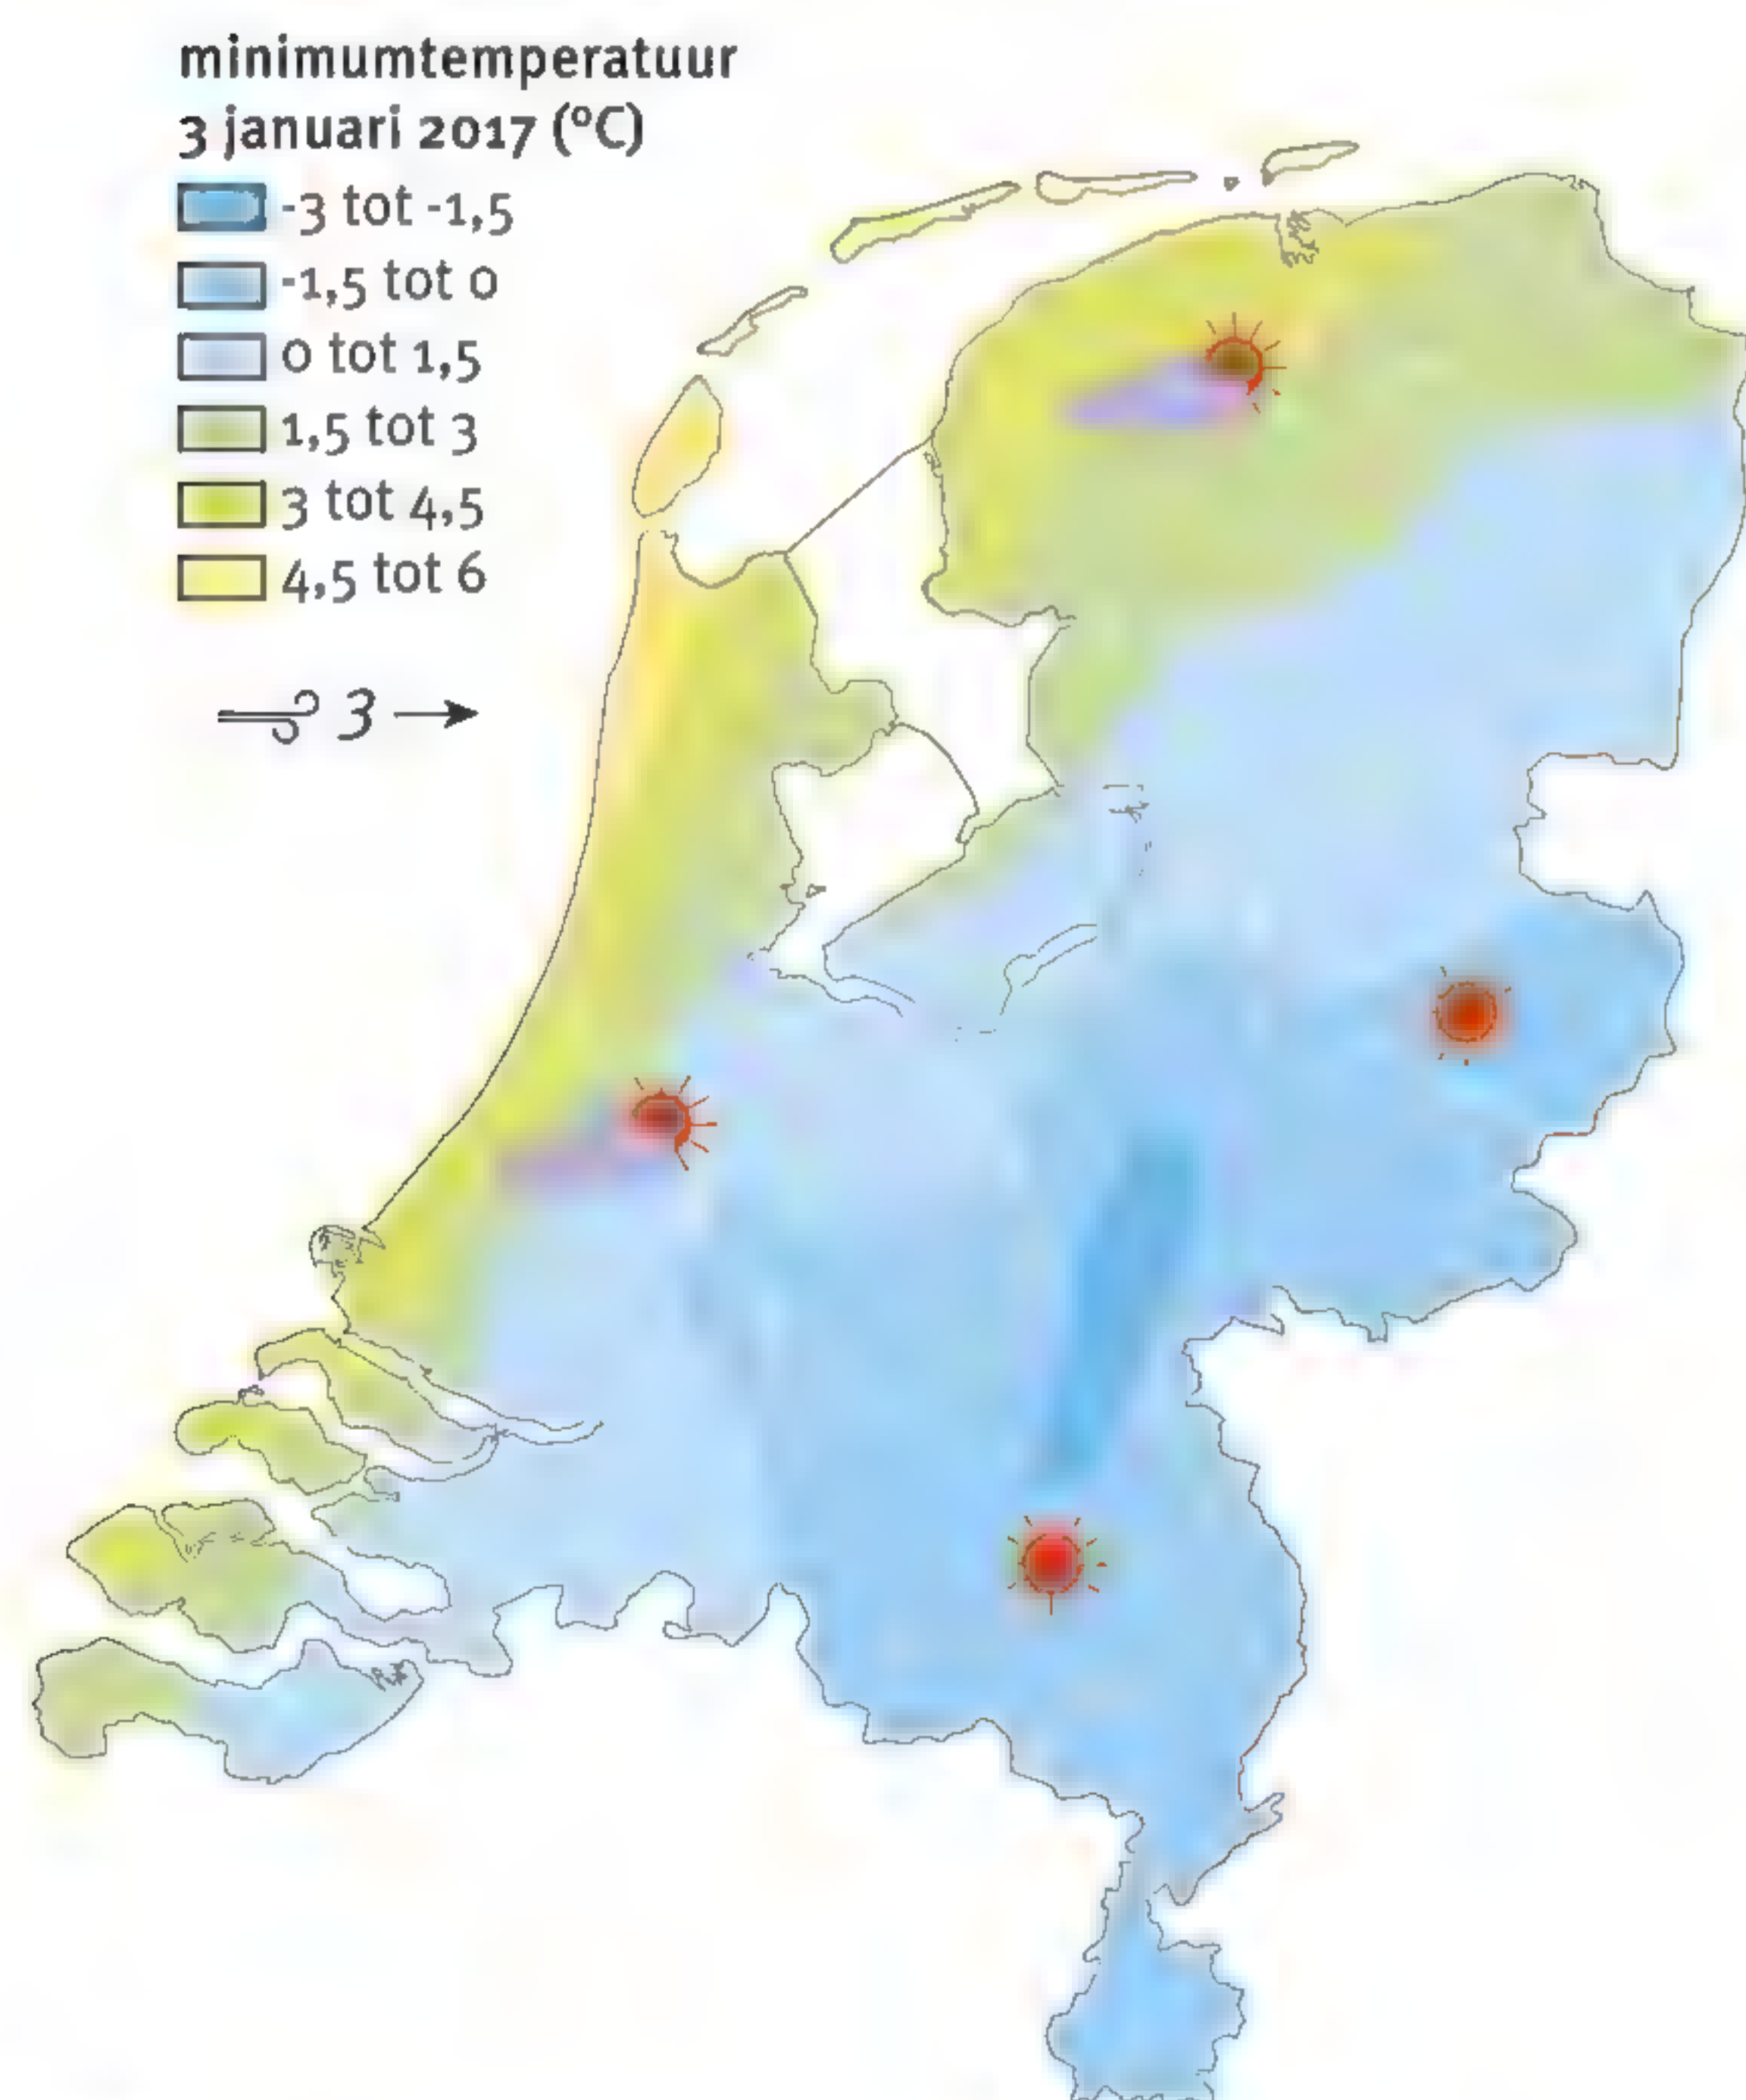 minimumtemperatuur
3 januari 2017 (°C)
-3 tot -1,5
-1,5 tot 0
0 tot 1,5
1,5 tot 3
3 tot 4,5
4,5 tot 6
3